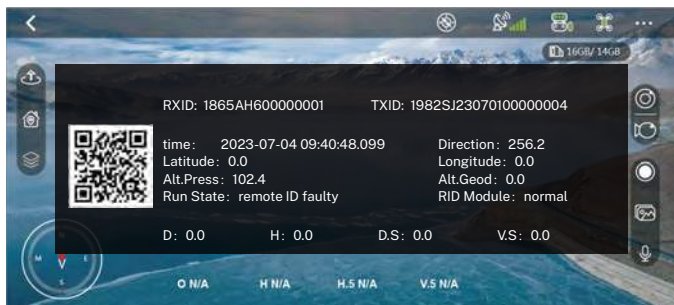 16GB/ 14GB
RXID: 1865AH600000001 TXID: 1982SJ23070100000004
time: 2023-07-04 09:40:48.099 Direction: 256.2
Latitude: 0.0 Longitude: 0.0
Alt.Press: 102.4 Alt.Geod: 0.0
Run State: remote ID faulty RID Module: normal
D: 0.0 H: 0.0 D.S: 0.0 V.S: 0.0
M E
S
O N/A H N/A H.S N/A V.S N/A